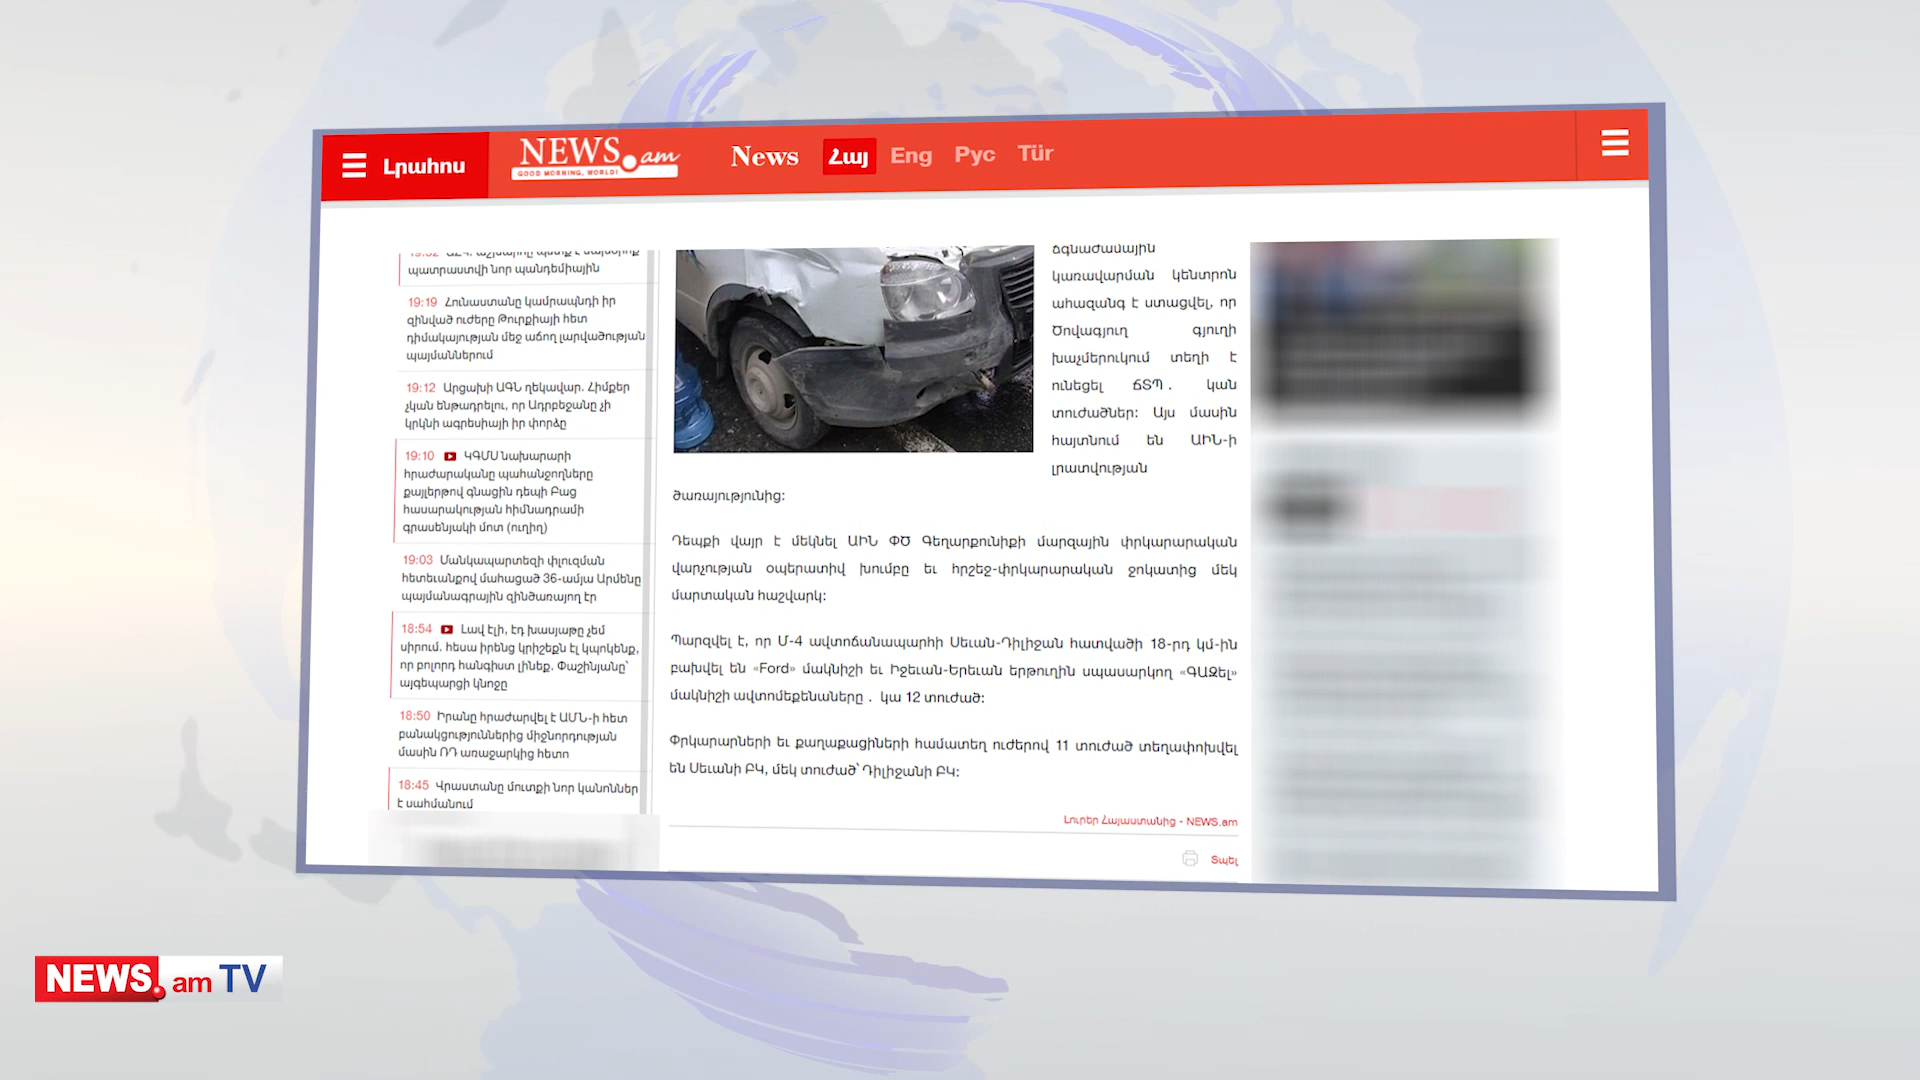 Լրահոս
NEWS.am
GOOD MORNING, WORLD!
News
Հայ
Eng
Рус
Tür
պատրաստվի նոր պանդեմիային
19:19 Հունաստանը կամրապնդի իր
զինված ուժերը Թուրքիայի հետ
դիմակայության մեջ աճող լարվածության
պայմաններում
19:12 Արցախի ԱԳՆ ղեկավար. Հիմքեր
չկան ենթադրելու, որ Ադրբեջանը չի
կրկնի ագրեսիայի իր փորձը
19:10 ԿԳՄՍ նախարարի
հրաժարականը պահանջողները
քայլերթով գնացին դեպի Բաց
հասարակության հիմնադրամի
գրասենյակի մոտ (ուղիղ)
19:03 Մանկապարտեզի փլուզման
հետեւանքով մահացած 36-ամյա Արմենը
պայմանագրային զինծառայող էր
18:54 Լավ էլի, էդ խասյաթը չեմ
սիրում. հեսա իրենց կրիշեքն էլ կպոկենք,
որ բոլորդ հանգիստ լինեք. Փաշինյանը՝
այգեպարցի կնոջը
18:50 Իրանը հրաժարվել է ԱՄՆ-ի հետ
բանակցություններից միջնորդության
մասին ՌԴ առաջարկից հետո
18:45 Վրաստանը մուտքի նոր կանոններ
է սահմանում
ճգնաժամային
կառավարման կենտրոն
ահազանգ է ստացվել, որ
Ծովագյուղ գյուղի
խաչմերուկում տեղի է
ունեցել ՃՏՊ . կան
տուժածներ: Այս մասին
հայտնում են ԱԻՆ-ի
լրատվության
ծառայությունից:
Դեպքի վայր է մեկնել ԱԻՆ ՓԾ Գեղարքունիքի մարզային փրկարարական
վարչության օպերատիվ խումբը եւ հրշեջ-փրկարարական ջոկատից մեկ
մարտական հաշվարկ:
Պարզվել է, որ Մ-4 ավտոճանապարհի Սեւան-Դիլիջան հատվածի 18-րդ կմ-ին
բախվել են «Ford» մակնիշի եւ Իջեւան-Երեւան երթուղին սպասարկող «ԳԱԶել»
մակնիշի ավտոմեքենաները . կա 12 տուժած:
Փրկարարների եւ քաղաքացիների համատեղ ուժերով 11 տուժած տեղափոխվել
են Սեւանի ԲԿ, մեկ տուժած՝ Դիլիջանի ԲԿ:
Լուրեր Հայաստանից - NEWS.am
Տպել
NEWS.am TV